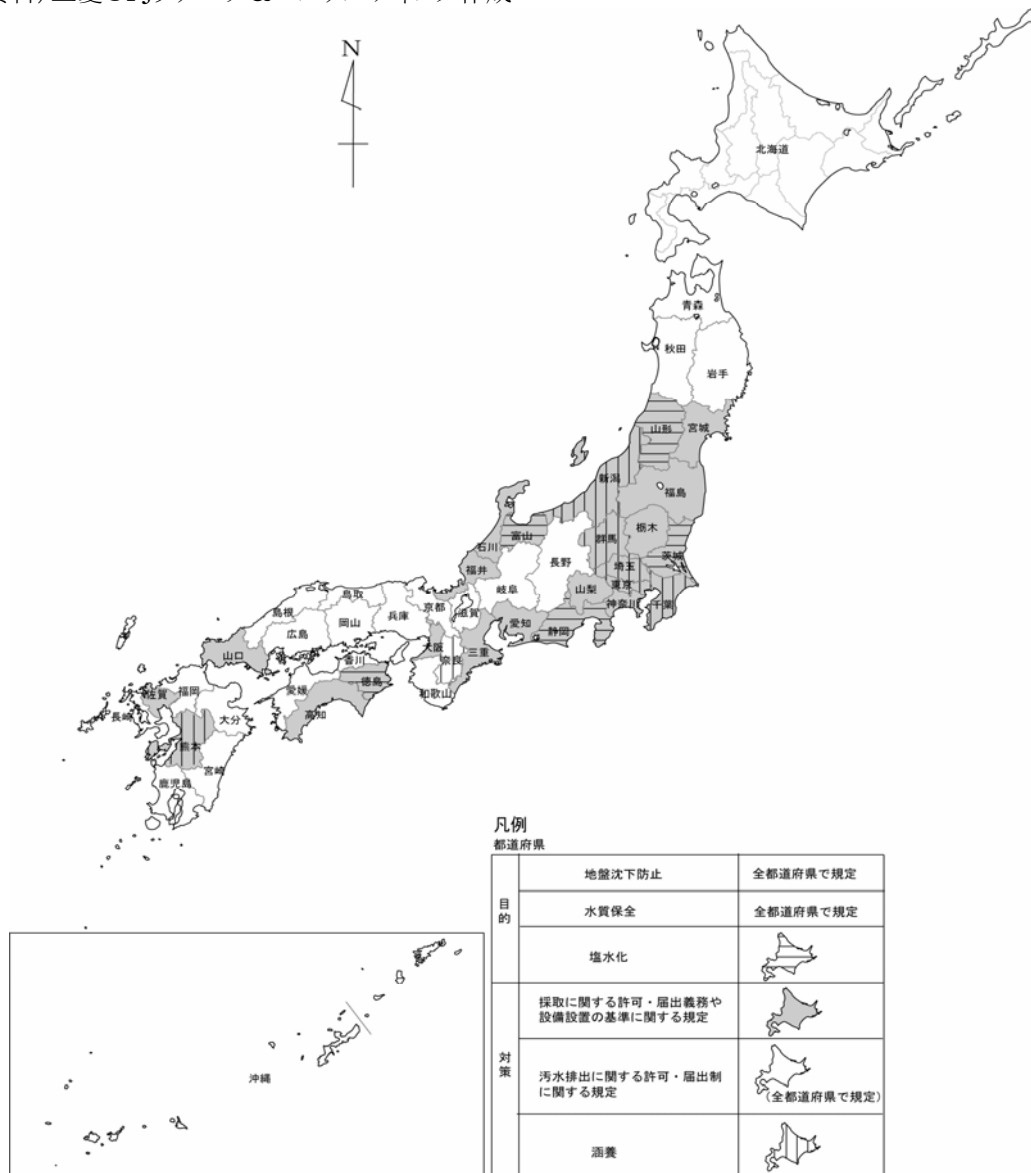 N
北海道
青森
秋田
岩手
山形
宮城
新潟
福島
石川
富山
群馬
栃木
福井
長野
茨城
埼玉
東京
岐阜
山梨
神奈川
千葉
島根
鳥取
岡山
兵庫
京都
滋賀
愛知
静岡
広島
大阪
奈良
三重
山口
香川
徳島
和歌山
愛媛
高知
佐賀
福岡
長崎
大分
熊本
宮崎
鹿児島
沖縄
凡例
都道府県
目的
地盤沈下防止 全都道府県で規定
水質保全 全都道府県で規定
塩水化
対策
採取に関する許可・届出義務や
設備設置の基準に関する規定
汚水排出に関する許可・届出制
に関する規定
(全都道府県で規定)
涵養